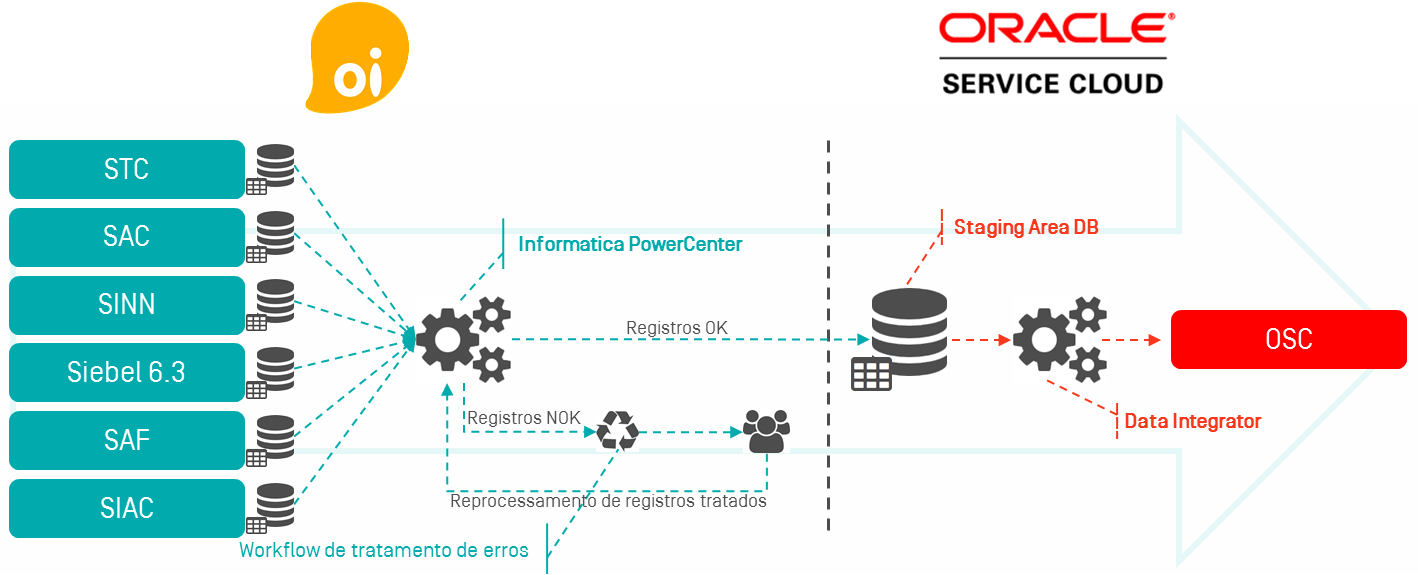 oi
ORACLE®
SERVICE CLOUD
STC
SAC
SINN
Siebel 6.3
SAF
SIAC
Informatica PowerCenter
Registros OK
Registros NOK
Reprocessamento de registros tratados
Workflow de tratamento de erros
Staging Area DB
Data Integrator
OSC